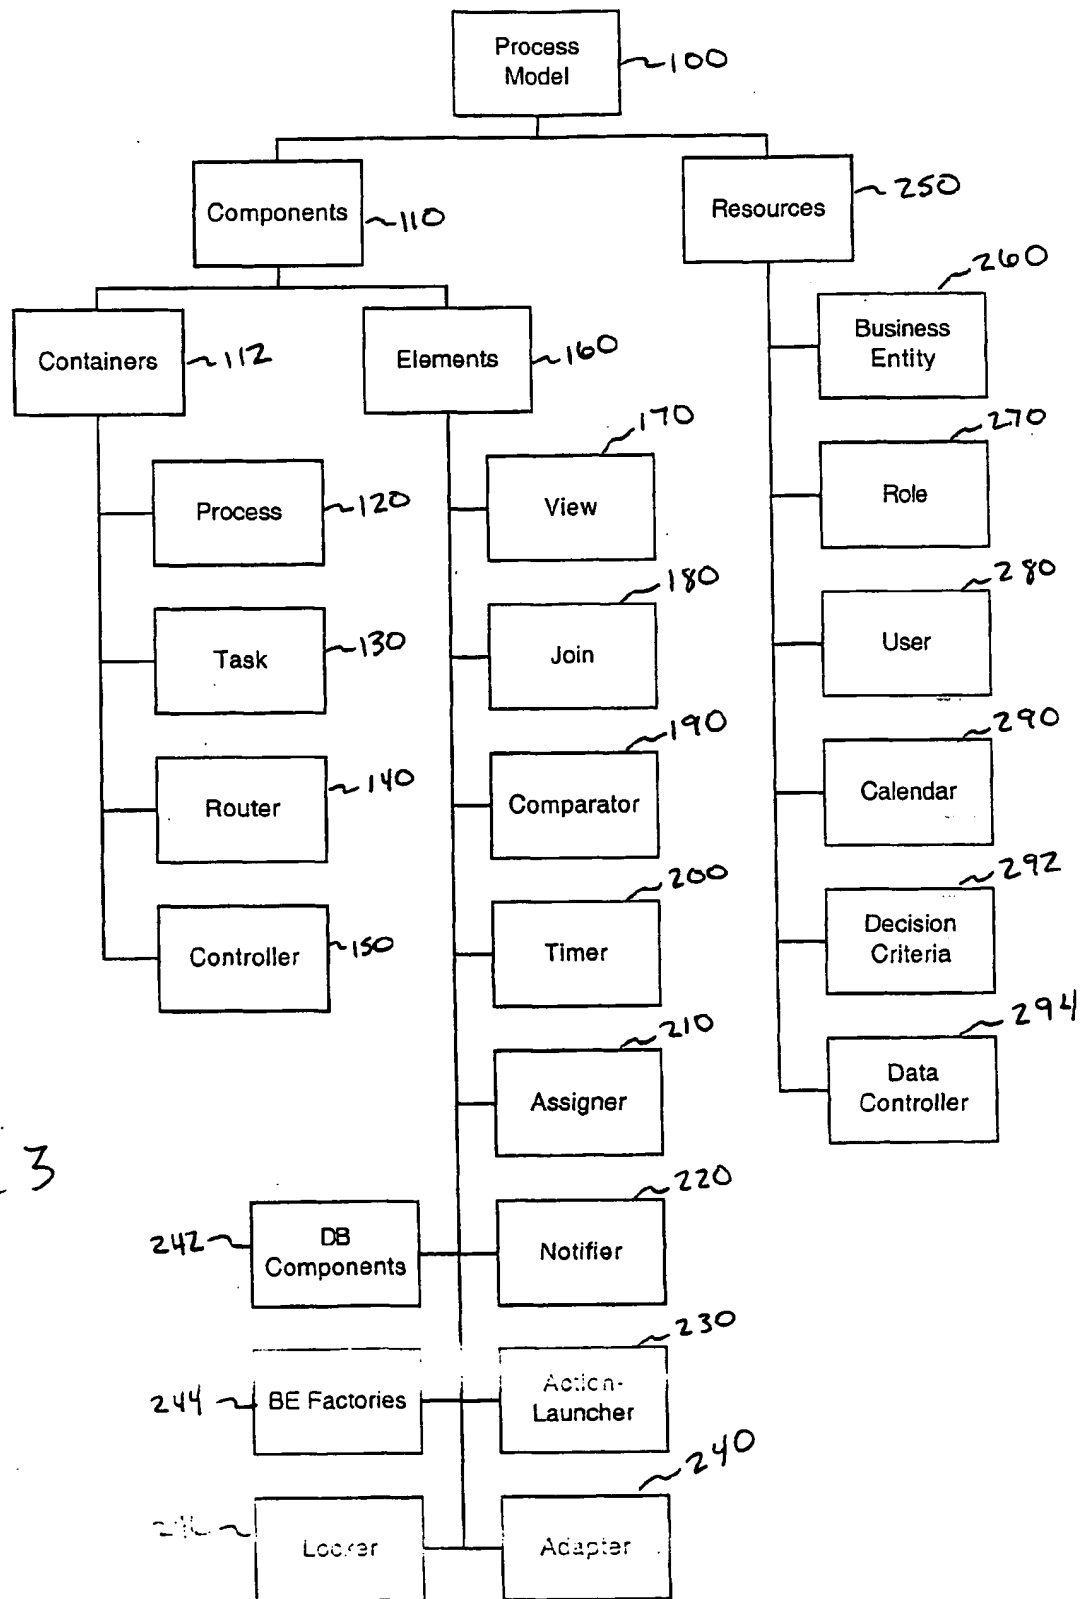 Process
Model
100
Components
110
Resources
250
Containers
112
Elements
160
260
Business
Entity
170
View
270
Role
Process
120
180
Join
280
User
Task
130
190
Comparator
290
Calendar
Router
140
200
Timer
292
Decision
Criteria
Controller
150
210
Assigner
294
Data
Controller
3
242
DB
Components
220
Notifier
244
BE Factories
230
Action-
Launcher
240
Adapter